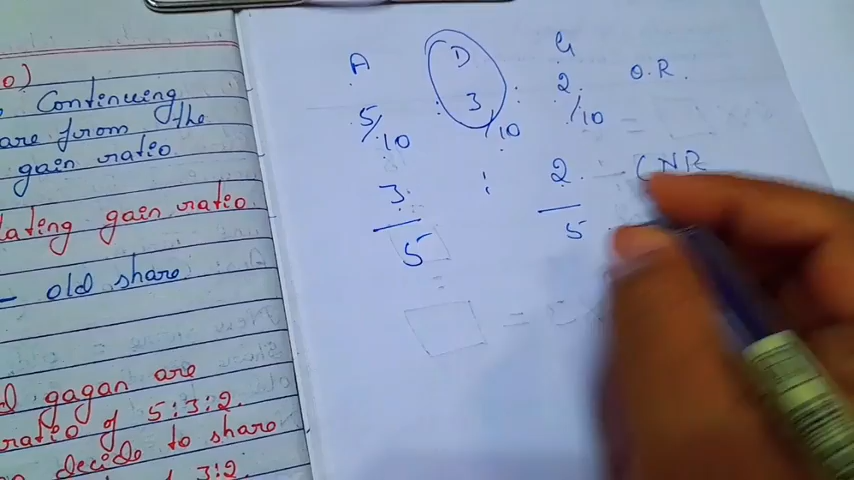 Continuing
are from the
gain ratio.
lating gain ratio.
- old share.
gagan are
ratio of 5:3:2.
decide to share
3:2.
A D G
5/10 3/10 2/10 O.R.
3/5 : 2/5 - (NR
=